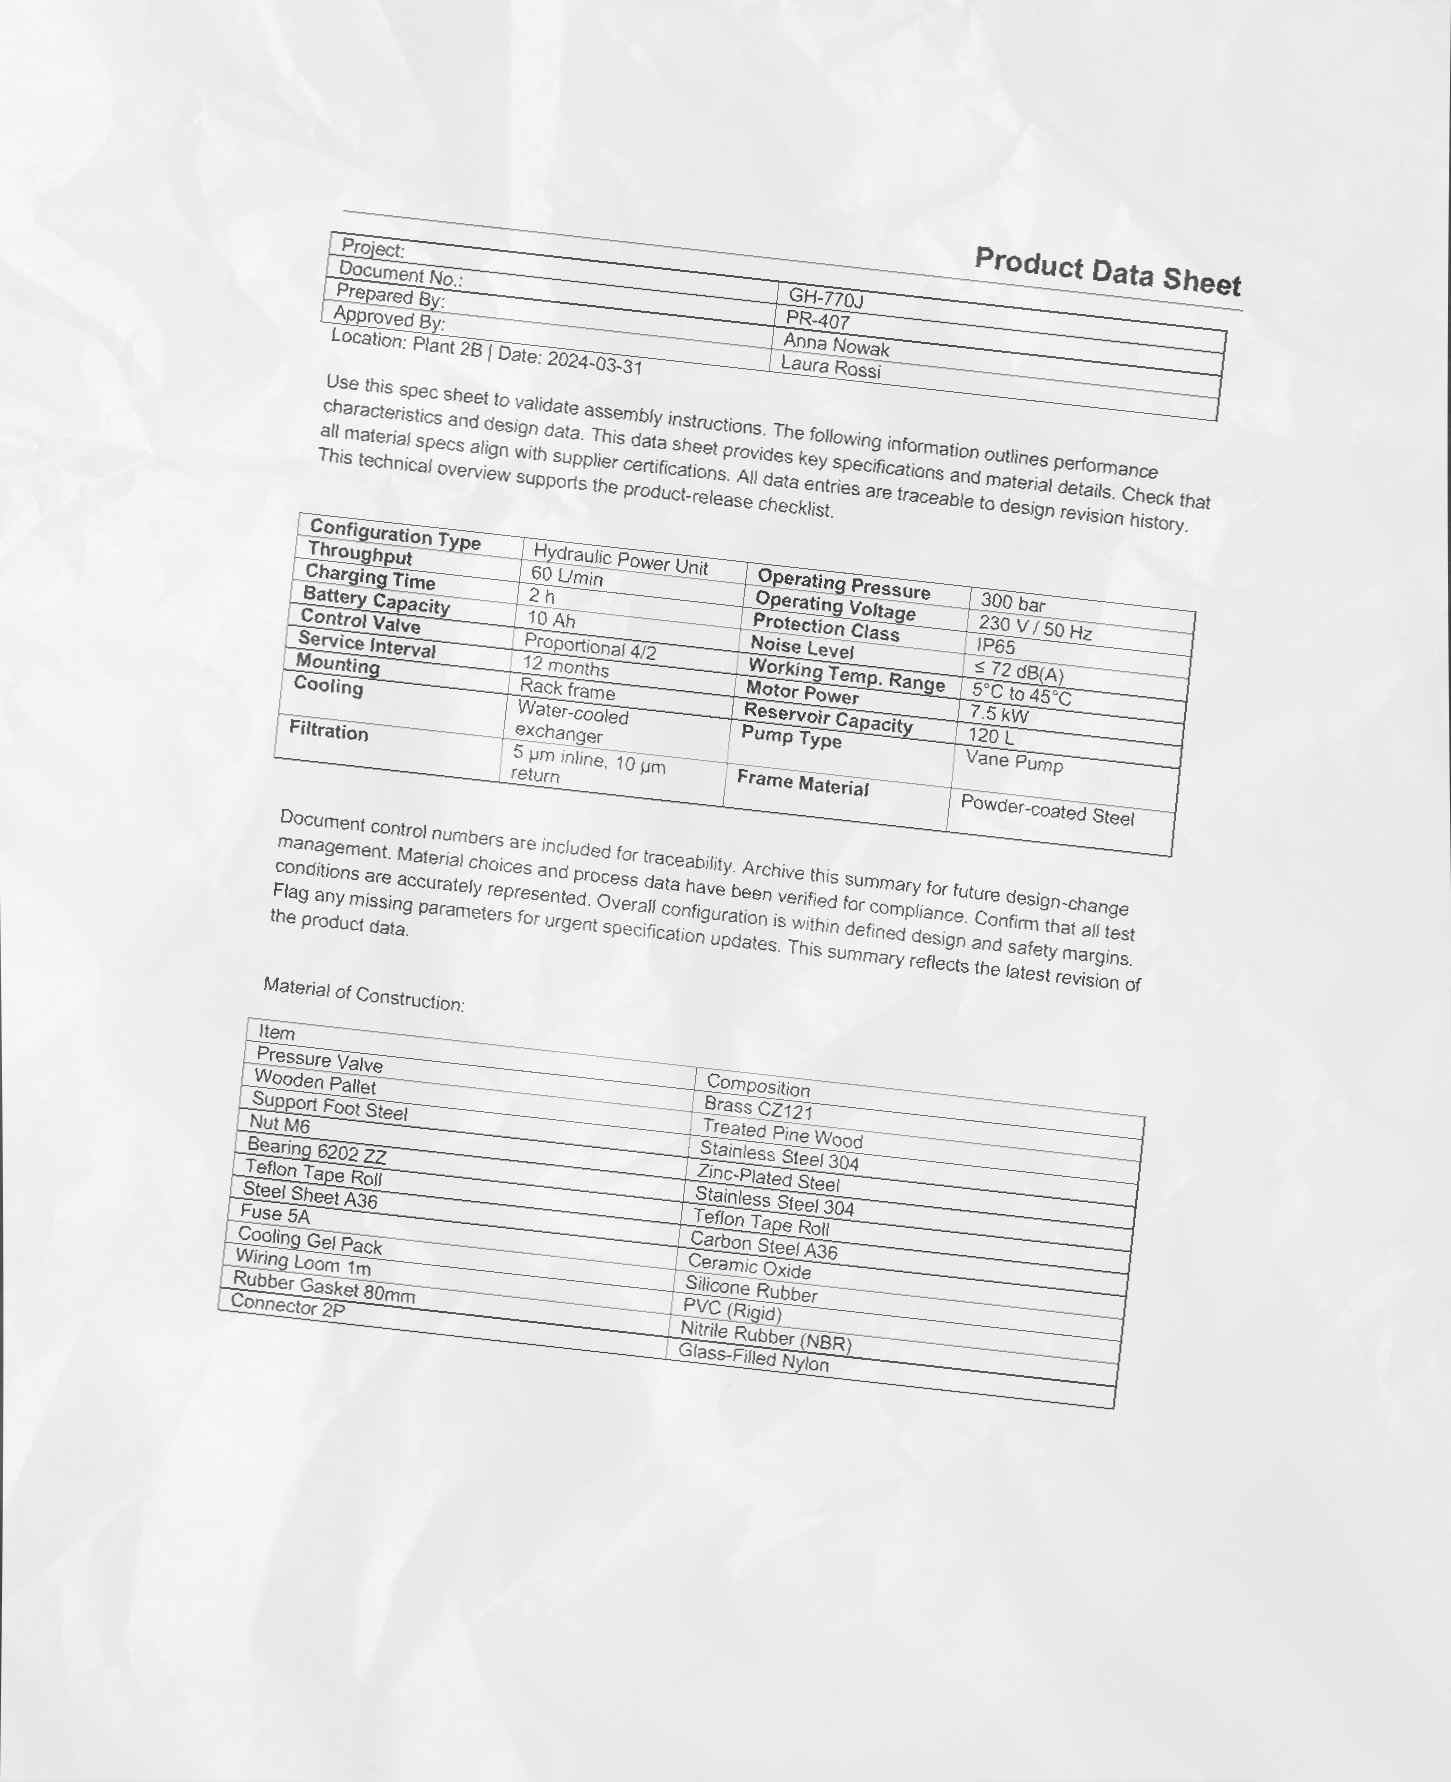 Product Data Sheet
Project: GH-770J
Document No.: PR-407
Prepared By: Anna Nowak
Approved By: Laura Rossi
Location: Plant 2B | Date: 2024-03-31
Use this spec sheet to validate assembly instructions. The following information outlines performance
characteristics and design data. This data sheet provides key specifications and material details. Check that
all material specs align with supplier certifications. All data entries are traceable to design revision history.
This technical overview supports the product-release checklist.
Configuration Type Hydraulic Power Unit Operating Pressure 300 bar
Throughput 60 L/min Operating Voltage 230 V / 50 Hz
Charging Time 2 h Protection Class IP65
Battery Capacity 10 Ah Noise Level ≤ 72 dB(A)
Control Valve Proportional 4/2 Working Temp. Range 5°C to 45°C
Service Interval 12 months Motor Power 7.5 kW
Mounting Rack frame Reservoir Capacity 120 L
Cooling Water-cooled Pump Type Vane Pump
exchanger
Filtration 5 µm inline, 10 µm Frame Material Powder-coated Steel
return
Document control numbers are included for traceability. Archive this summary for future design-change
management. Material choices and process data have been verified for compliance. Confirm that all test
conditions are accurately represented. Overall configuration is within defined design and safety margins.
Flag any missing parameters for urgent specification updates. This summary reflects the latest revision of
the product data.
Material of Construction:
Item Composition
Pressure Valve Brass CZ121
Wooden Pallet Treated Pine Wood
Support Foot Steel Stainless Steel 304
Nut M6 Zinc-Plated Steel
Bearing 6202 ZZ Stainless Steel 304
Teflon Tape Roll Teflon Tape Roll
Steel Sheet A36 Carbon Steel A36
Fuse 5A Ceramic Oxide
Cooling Gel Pack Silicone Rubber
Wiring Loom 1m PVC (Rigid)
Rubber Gasket 80mm Nitrile Rubber (NBR)
Connector 2P Glass-Filled Nylon